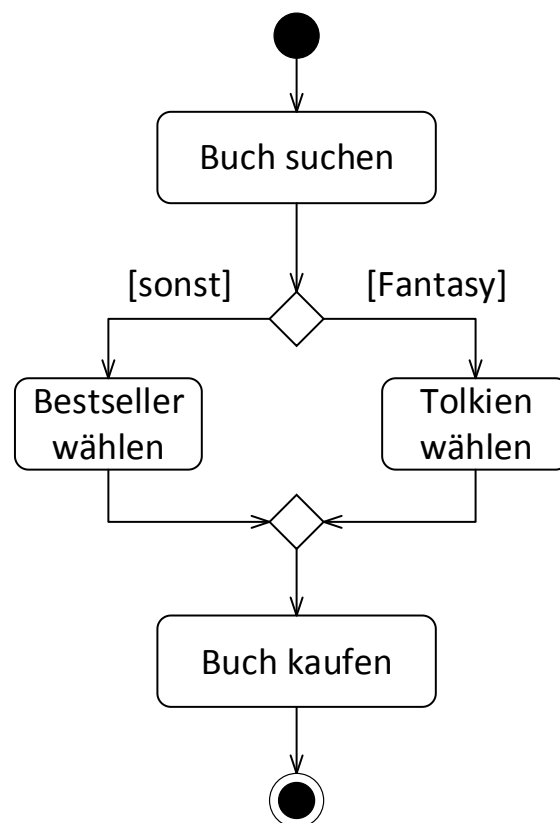 Buch suchen
[sonst]
[Fantasy]
Bestseller
wählen
Tolkien
wählen
Buch kaufen